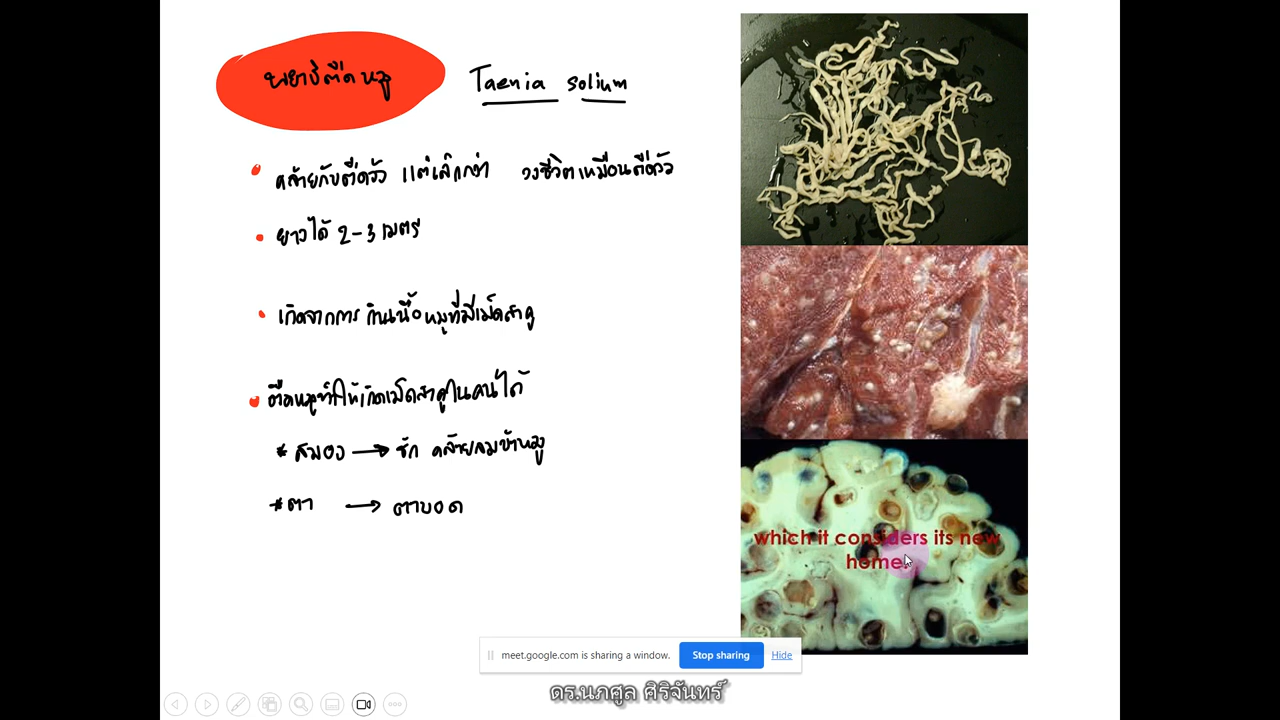 พยาธิตืดหมู
Taenia solium
คล้ายกับตืดวัว แต่เล็กกว่า วงชีวิตเหมือนตืดวัว
ยาวได้ 2-3 เมตร
เกิดจากการ กินเนื้อหมูที่มีเม็ดสาคู
ตืดหมูทำให้เกิดเม็ดสาคูในคนได้
* สมอง → ชัก คล้ายลมบ้าหมู
* ตา → ตาบอด
which it considers its new
home.
meet.google.com is sharing a window.
Stop sharing
Hide
ดร.นภศูล ศิริจันทร์